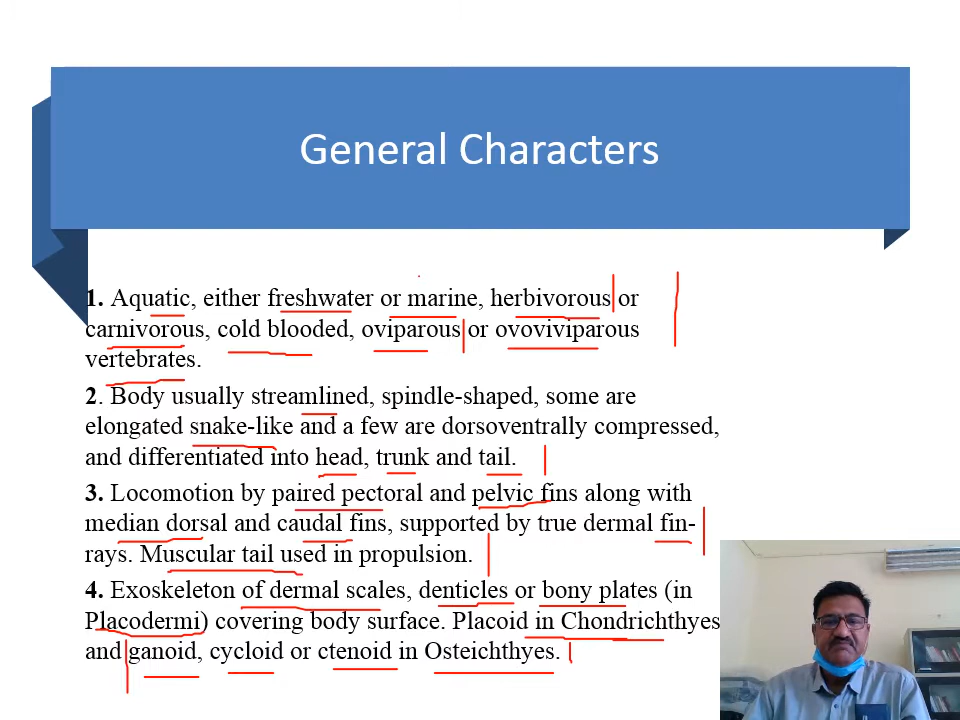 General Characters
1. Aquatic, either freshwater or marine, herbivorous or
carnivorous, cold blooded, oviparous or ovoviviparous
vertebrates.
2. Body usually streamlined, spindle-shaped, some are
elongated snake-like and a few are dorsoventrally compressed,
and differentiated into head, trunk and tail.
3. Locomotion by paired pectoral and pelvic fins along with
median dorsal and caudal fins, supported by true dermal fin-
rays. Muscular tail used in propulsion.
4. Exoskeleton of dermal scales, denticles or bony plates (in
Placodermi) covering body surface. Placoid in Chondrichthyes
and ganoid, cycloid or ctenoid in Osteichthyes.